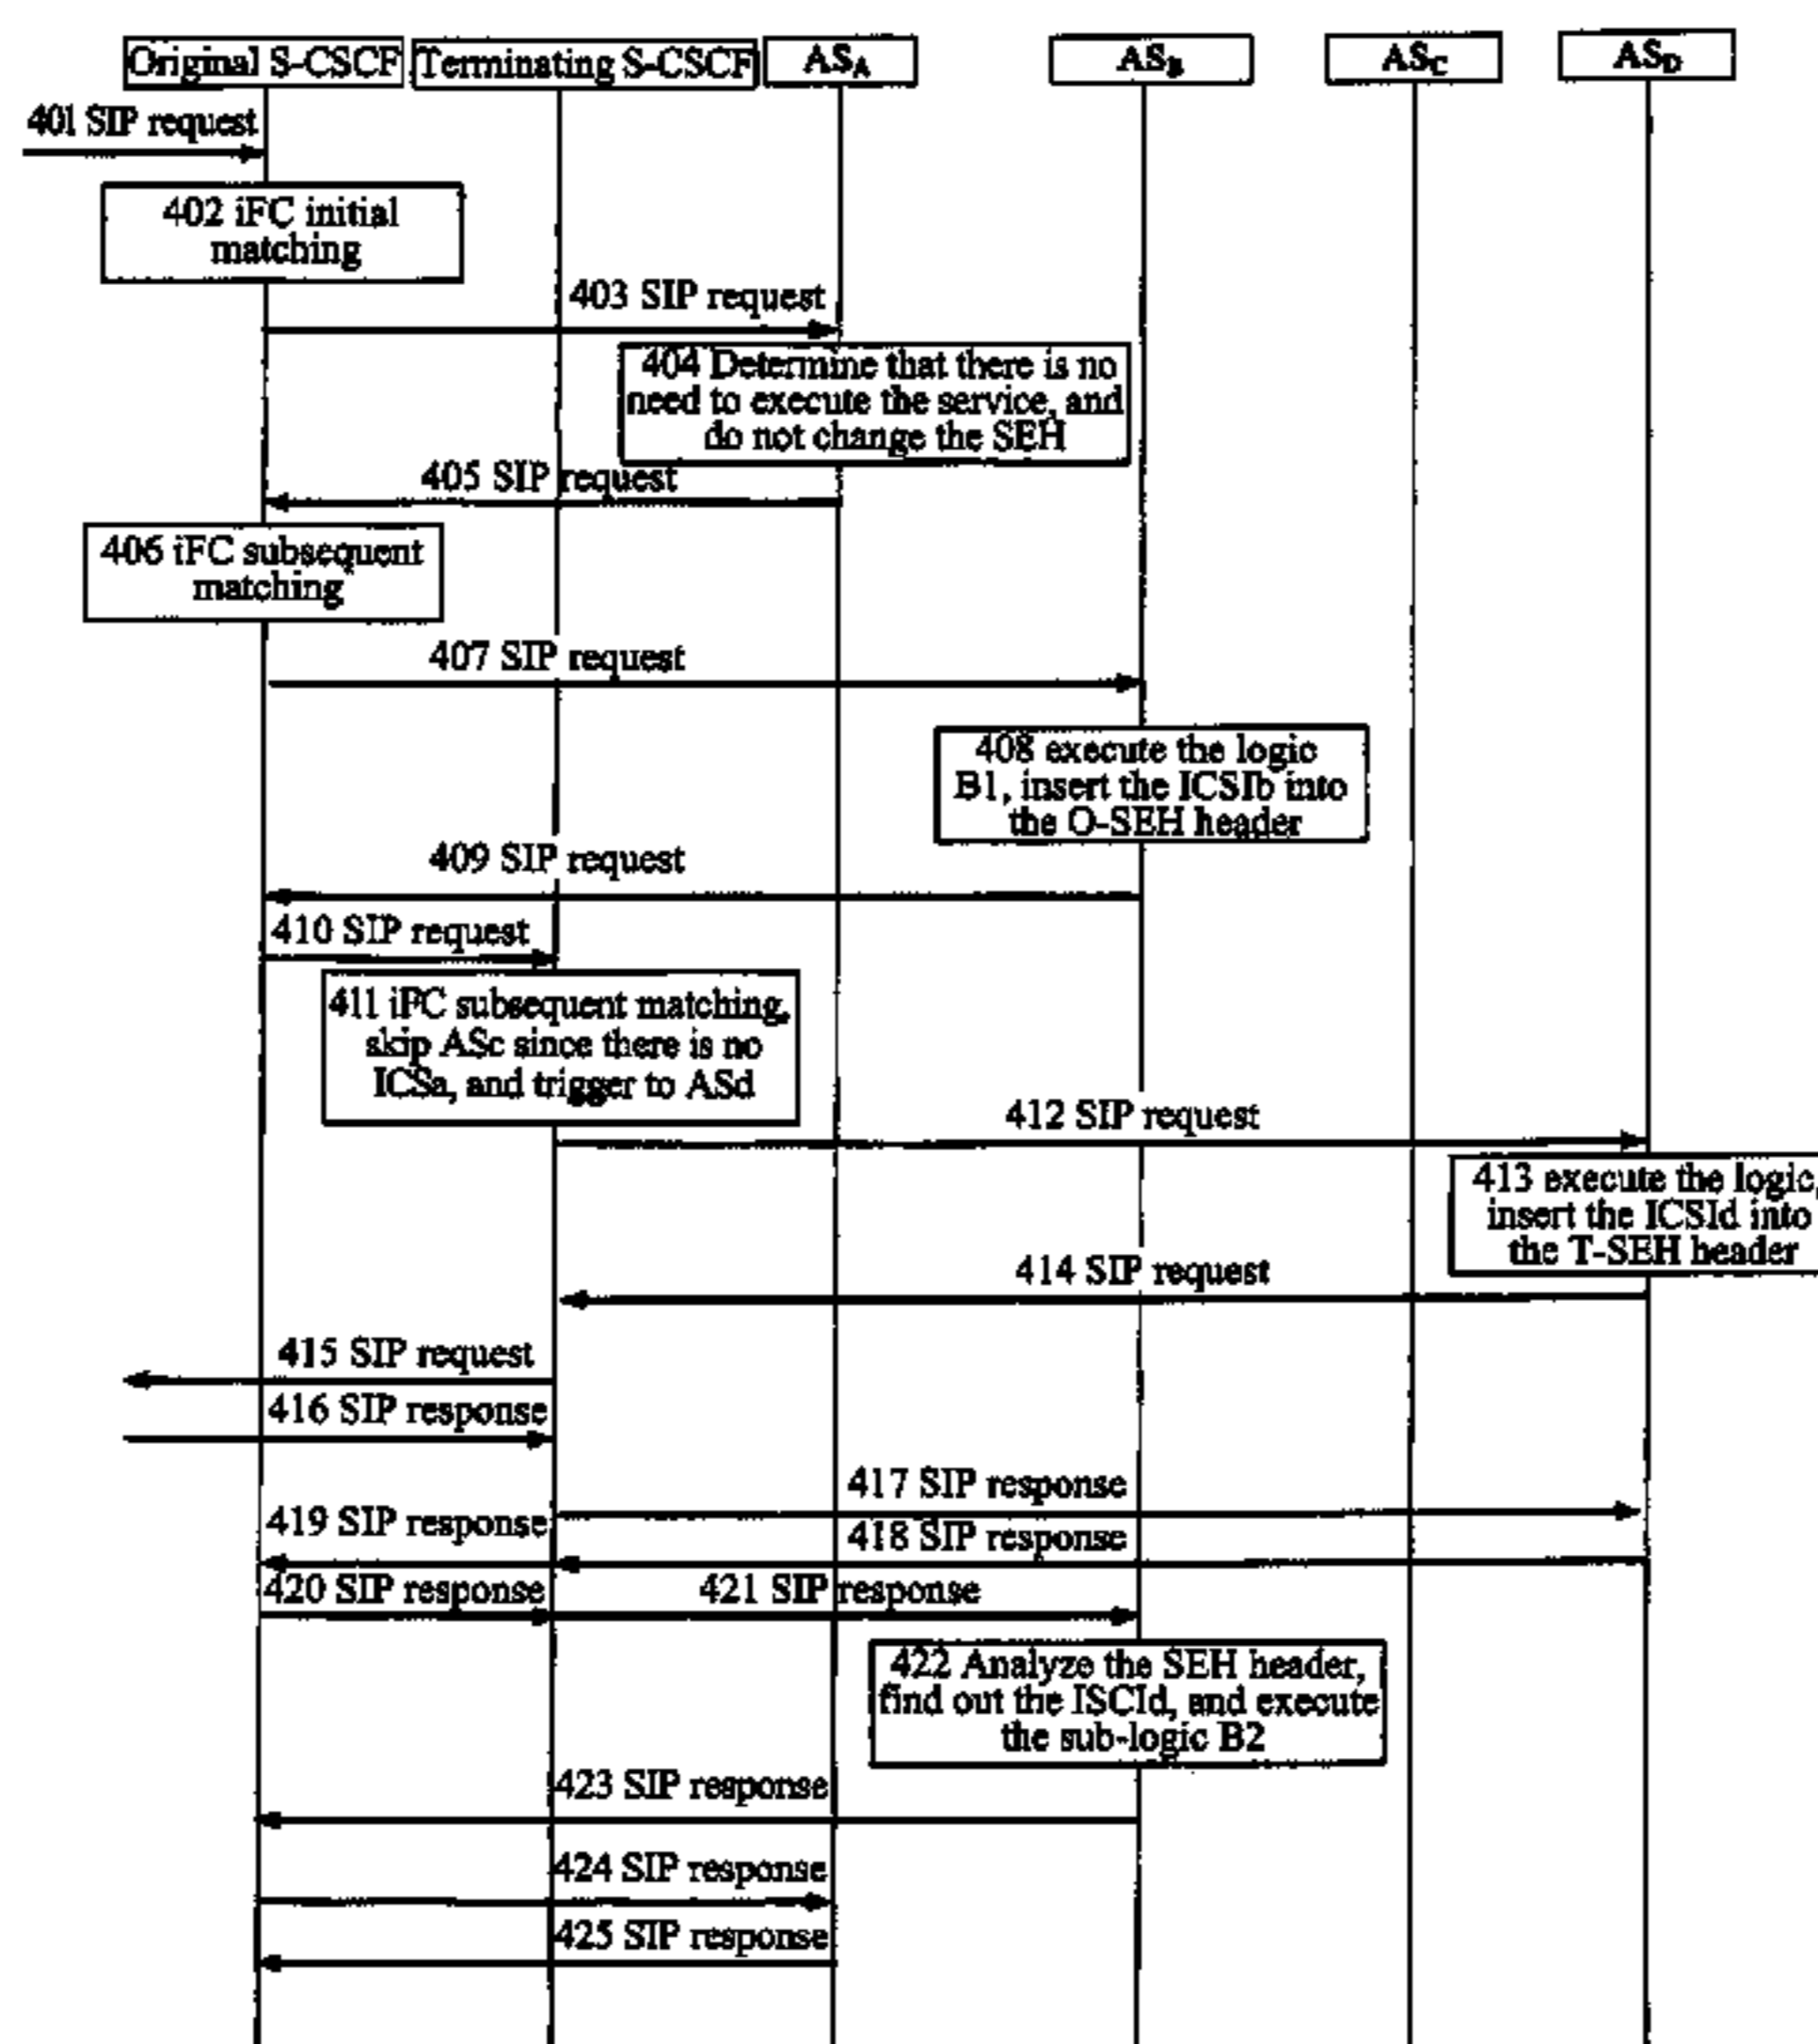 Original S-CSCF
Terminating S-CSCF
ASA
ASB
ASC
ASD
401 SIP request
402 iFC initial
matching
403 SIP request
404 Determine that there is no
need to execute the service, and
do not change the SEH
405 SIP request
406 iFC subsequent
matching
407 SIP request
408 execute the logic
B1, insert the ICSIb into
the O-SEH header
409 SIP request
410 SIP request
411 iFC subsequent matching,
skip ASc since there is no
ICSa, and trigger to ASd
412 SIP request
413 execute the logic,
insert the ICSId into
the T-SEH header
414 SIP request
415 SIP request
416 SIP response
417 SIP response
419 SIP response
418 SIP response
420 SIP response
421 SIP response
422 Analyze the SEH header,
find out the ISCId, and execute
the sub-logic B2
423 SIP response
424 SIP response
425 SIP response